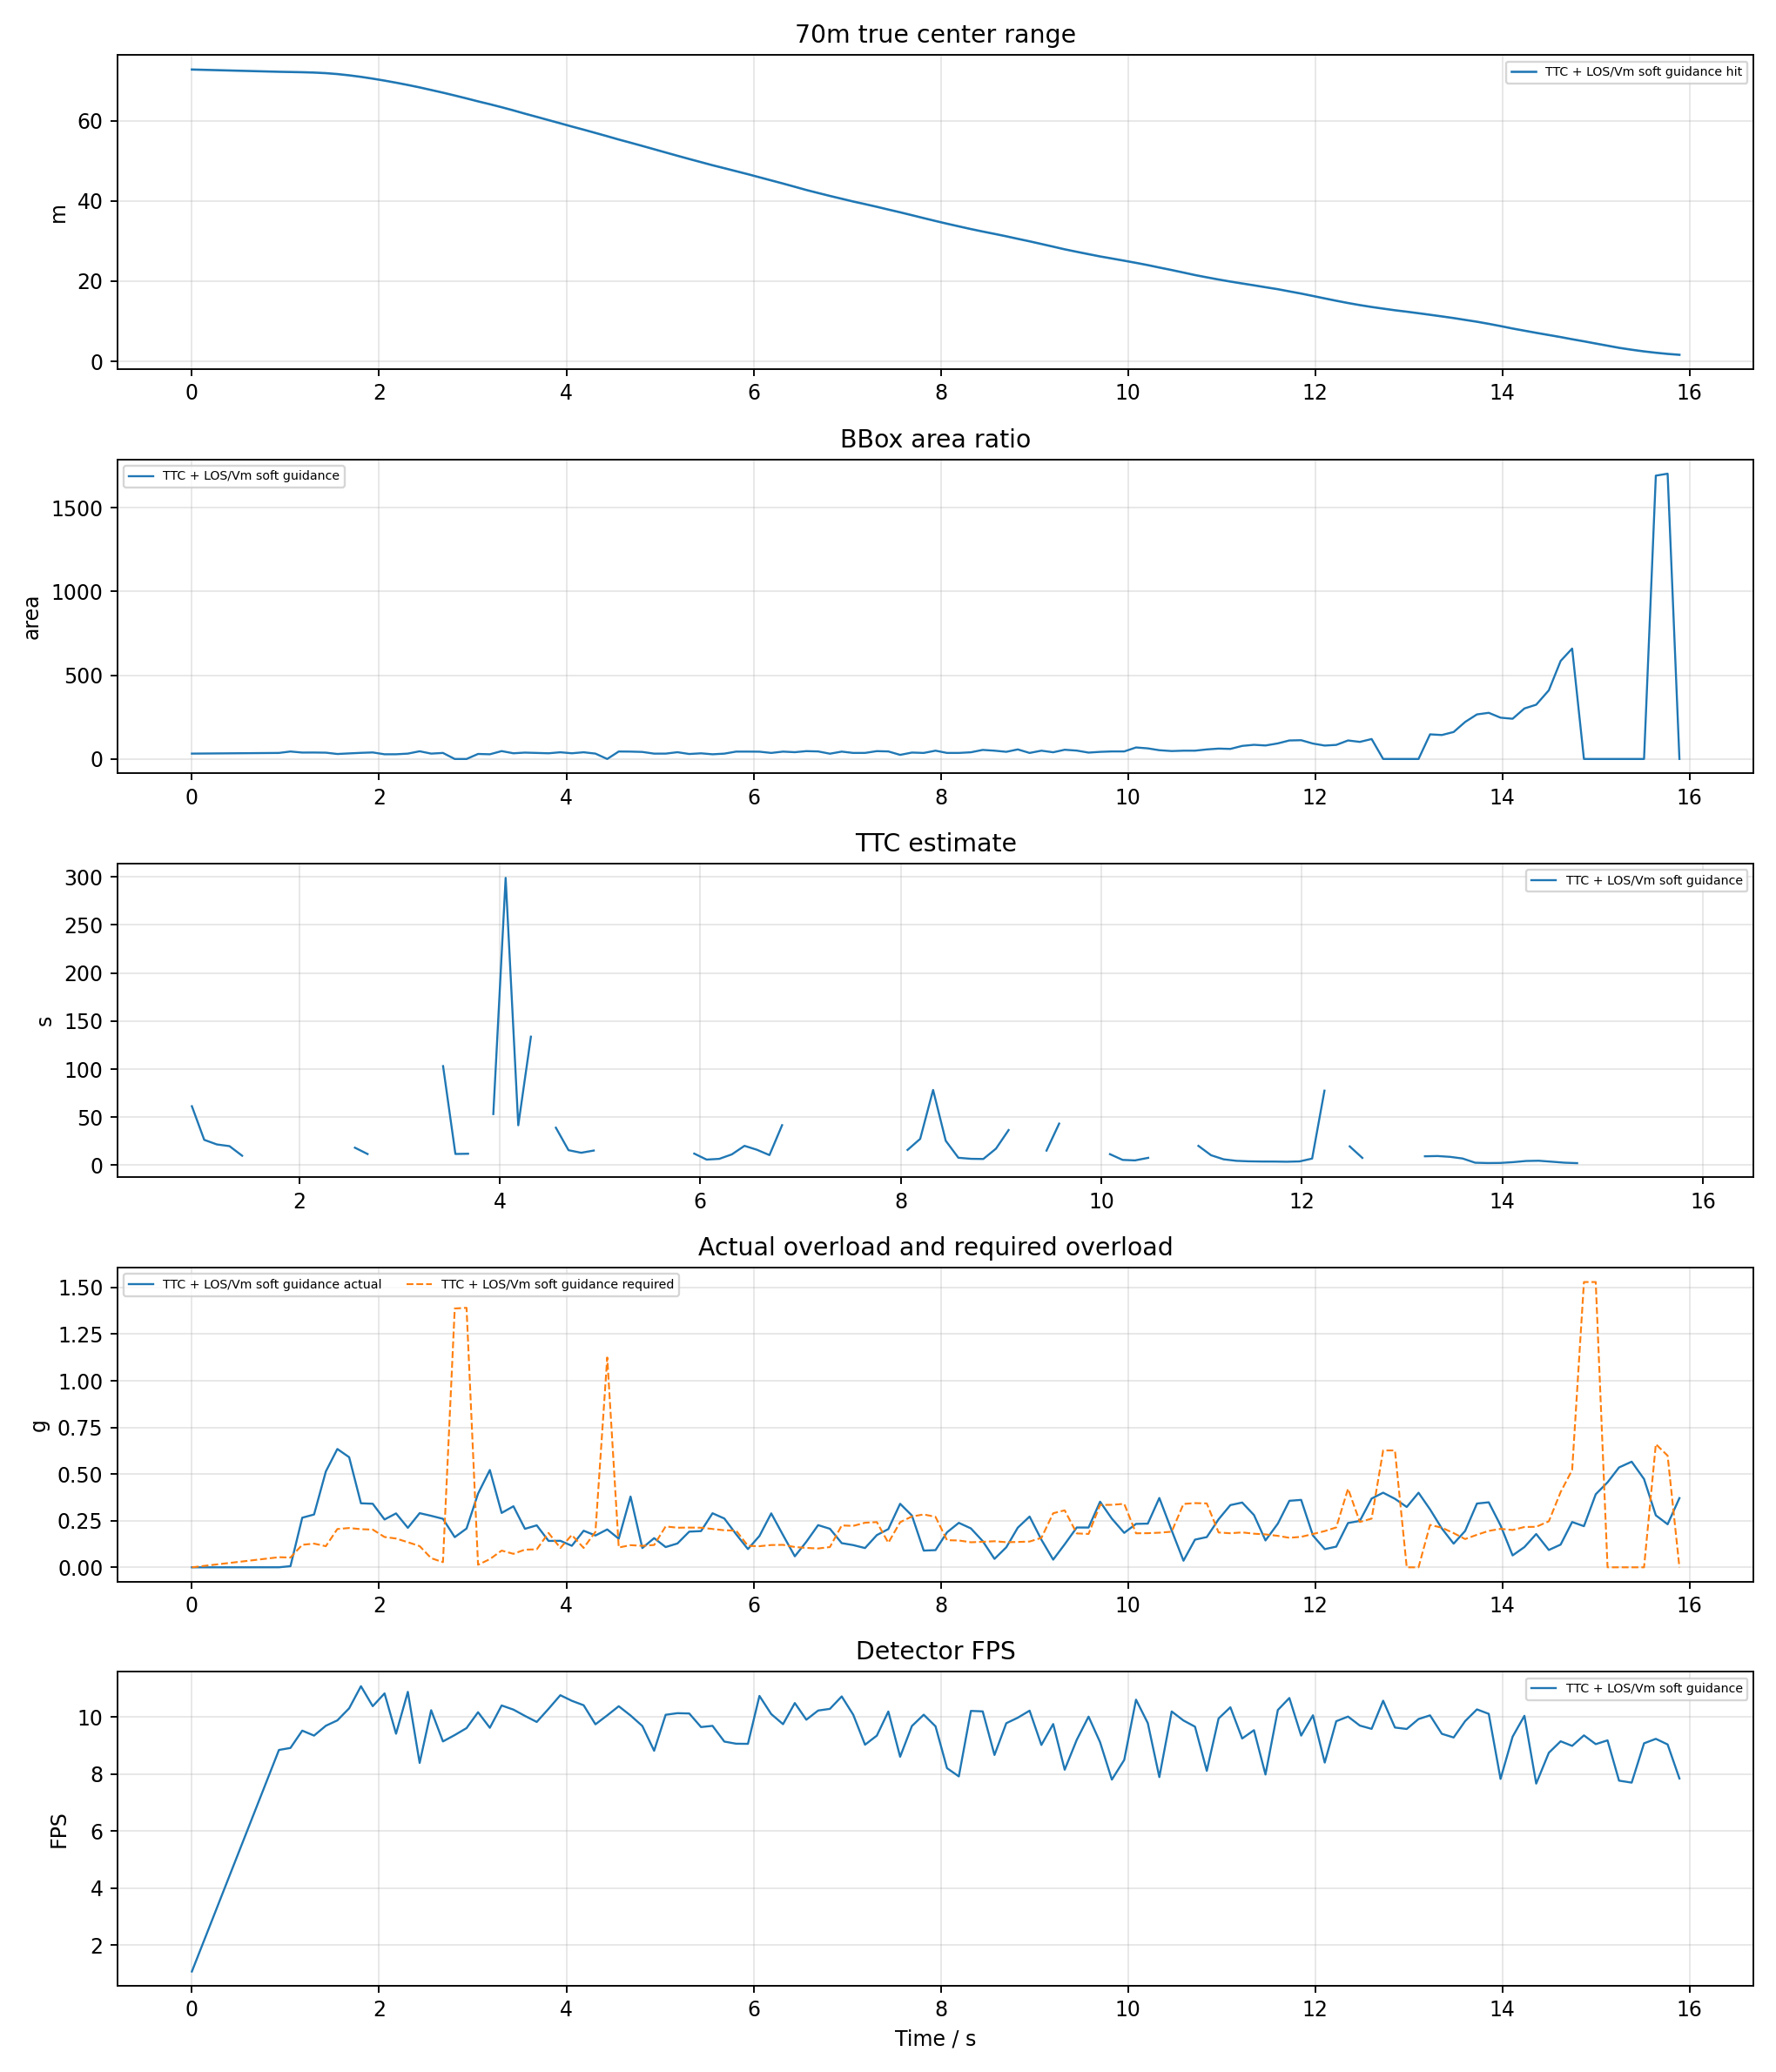 70m true center range
TTC + LOS/Vm soft guidance hit
60
40
20
0
m
0 2 4 6 8 10 12 14 16
BBox area ratio
TTC + LOS/Vm soft guidance
1500
1000
500
0
area
0 2 4 6 8 10 12 14 16
TTC estimate
TTC + LOS/Vm soft guidance
300
250
200
150
100
50
0
s
2 4 6 8 10 12 14 16
Actual overload and required overload
TTC + LOS/Vm soft guidance actual TTC + LOS/Vm soft guidance required
1.50
1.25
1.00
0.75
0.50
0.25
0.00
g
0 2 4 6 8 10 12 14 16
Detector FPS
TTC + LOS/Vm soft guidance
10
8
6
4
2
FPS
0 2 4 6 8 10 12 14 16
Time / s